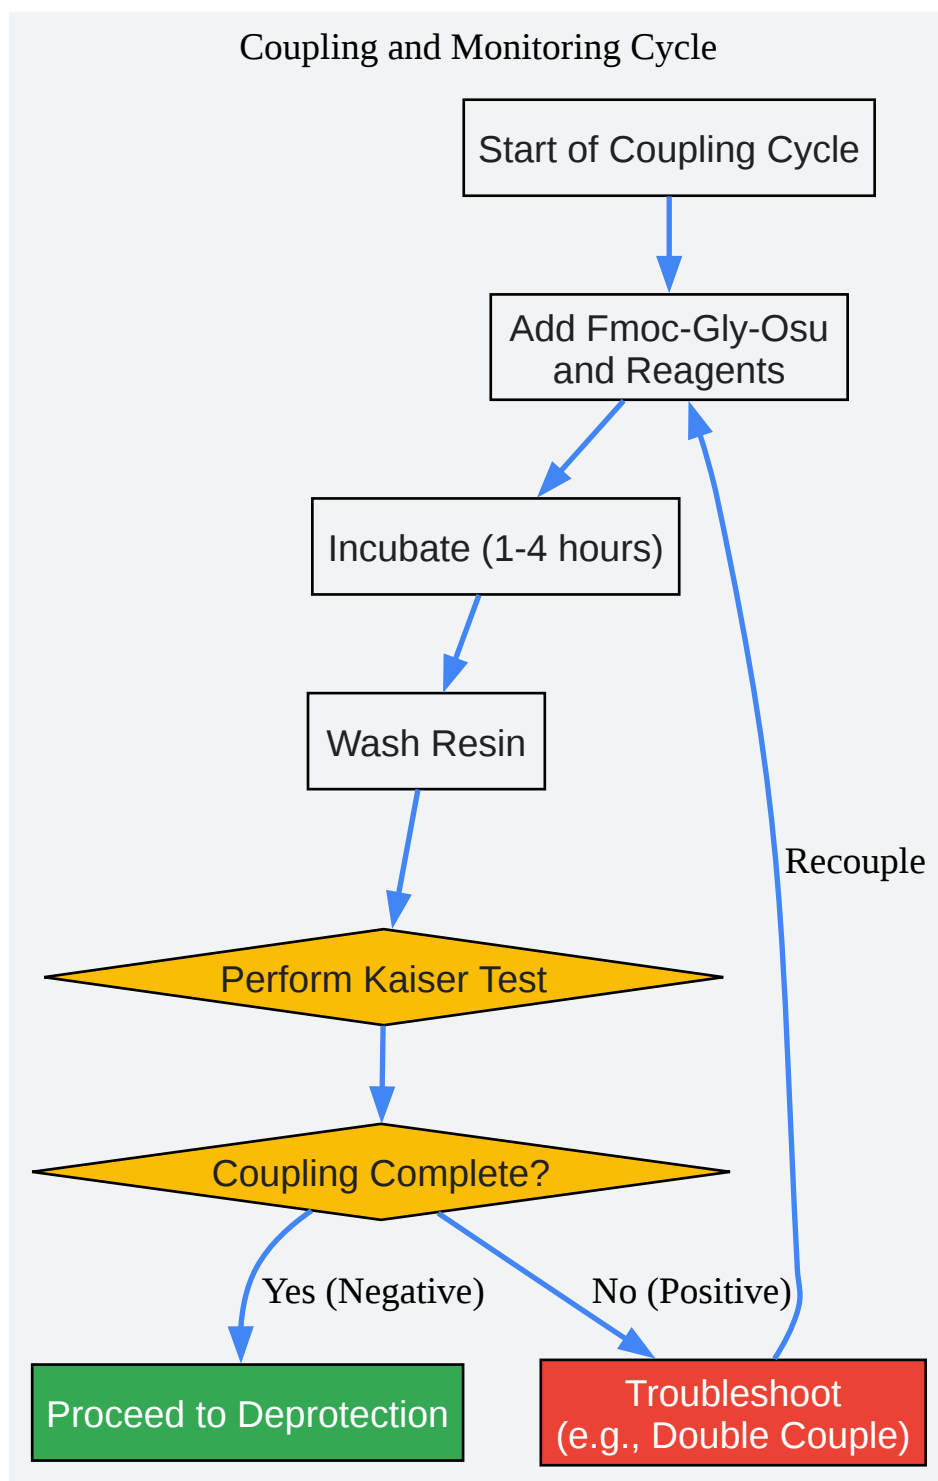 Coupling and Monitoring Cycle
Start of Coupling Cycle
Add Fmoc-Gly-Osu
and Reagents
Incubate (1-4 hours)
Wash Resin
Recouple
Perform Kaiser Test
Coupling Complete?
Yes (Negative)
No (Positive)
Proceed to Deprotection
Troubleshoot
(e.g., Double Couple)